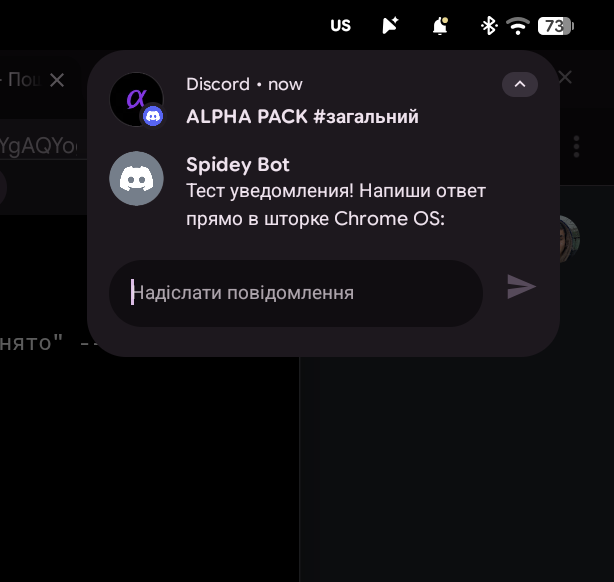 US
73
Discord • now
ALPHA PACK #загальний
Spidey Bot
Тест уведомления! Напиши ответ
прямо в шторке Chrome OS:
Надіслати повідомлення
нято" --